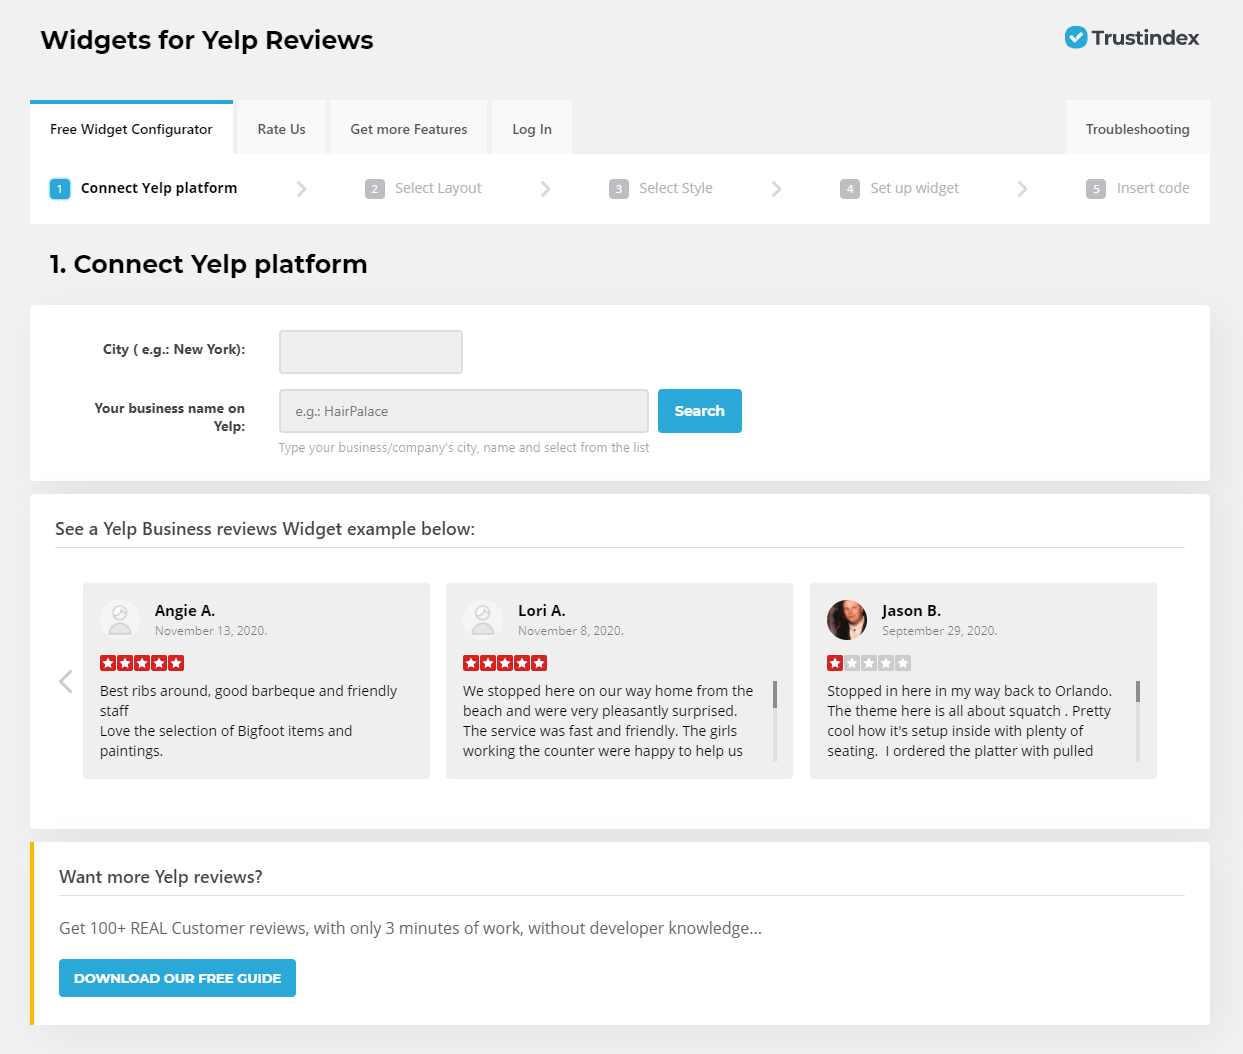 Widgets for Yelp Reviews
Trustindex
Free Widget Configurator
Rate Us
Get more Features
Log In
Troubleshooting
1 Connect Yelp platform
2 Select Layout
3 Select Style
4 Set up widget
5 Insert code
1. Connect Yelp platform
City ( e.g.: New York):
Your business name on
Yelp:
e.g.: HairPalace
Search
Type your business/company's city, name and select from the list
See a Yelp Business reviews Widget example below:
Angie A.
November 13, 2020.
Best ribs around, good barbeque and friendly
staff
Love the selection of Bigfoot items and
paintings.
Lori A.
November 8, 2020.
We stopped here on our way home from the
beach and were very pleasantly surprised.
The service was fast and friendly. The girls
working the counter were happy to help us
Jason B.
September 29, 2020.
Stopped in here in my way back to Orlando.
The theme here is all about squatch . Pretty
cool how it's setup inside with plenty of
seating.  I ordered the platter with pulled
Want more Yelp reviews?
Get 100+ REAL Customer reviews, with only 3 minutes of work, without developer knowledge...
DOWNLOAD OUR FREE GUIDE